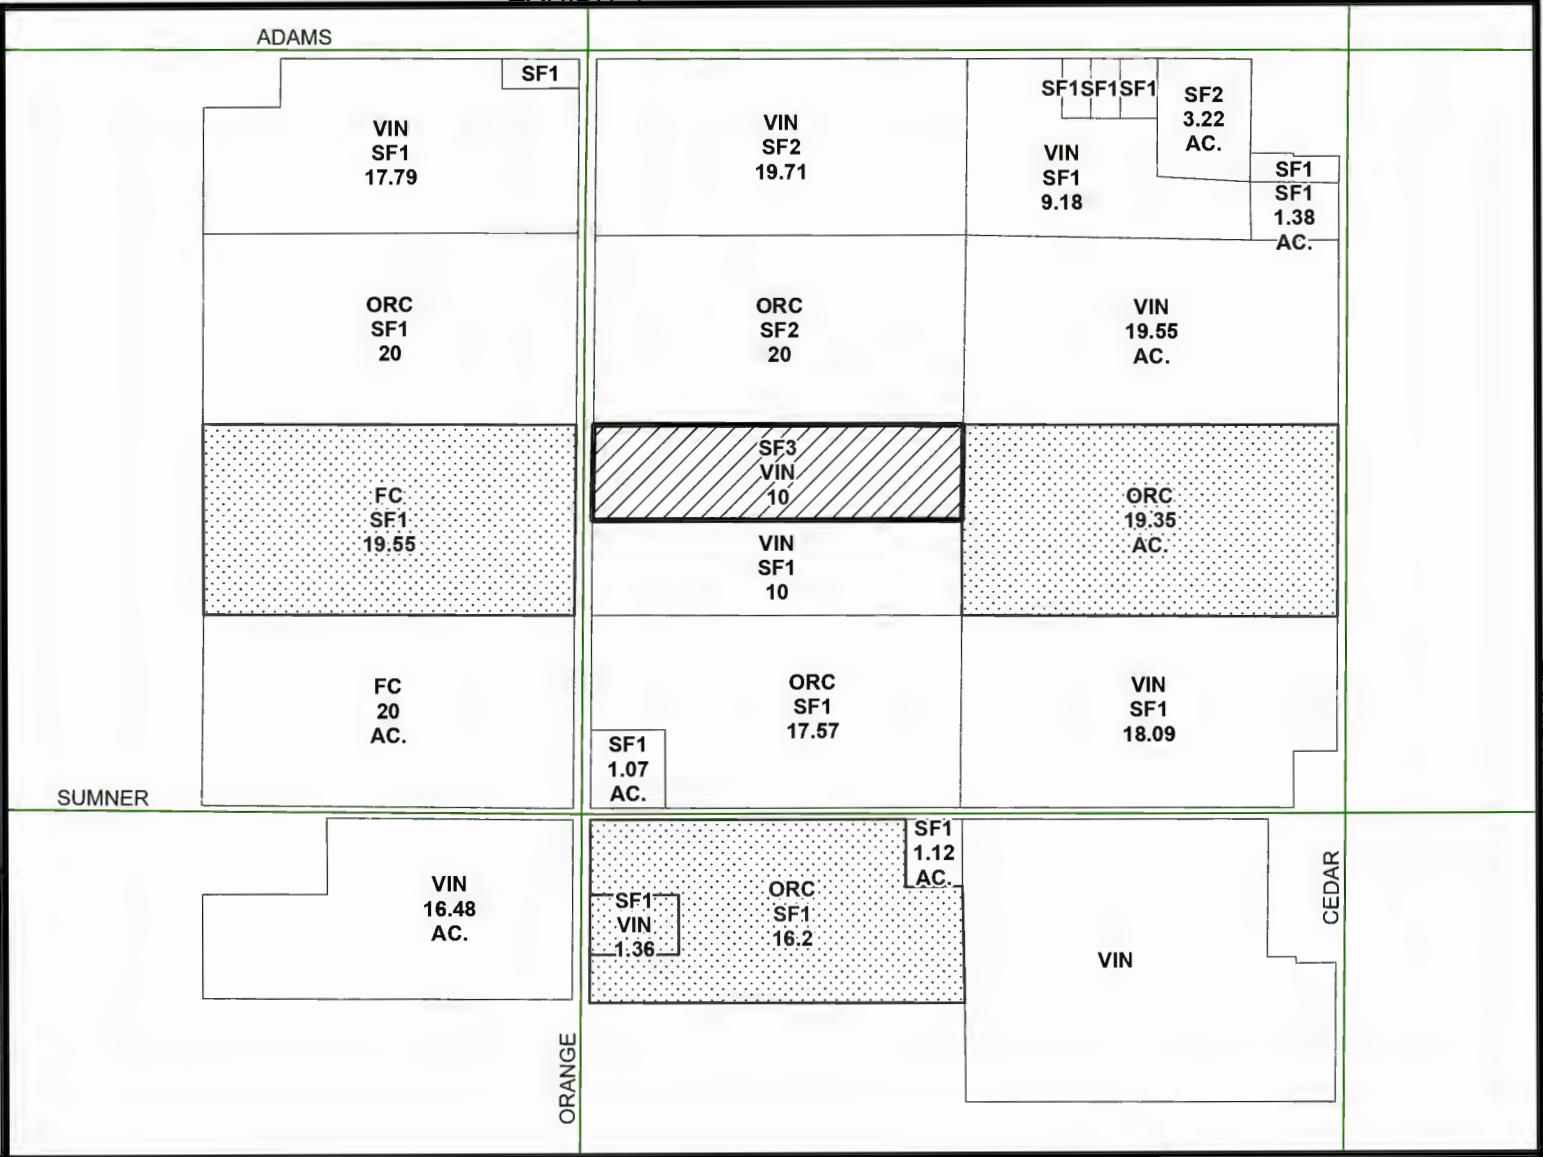 ADAMS
SF1
VIN
SF1
17.79
VIN
SF2
19.71
SF1 SF1 SF1
SF2
3.22
AC.
VIN
SF1
9.18
SF1
SF1
1.38
AC.
ORC
SF1
20
ORC
SF2
20
VIN
19.55
AC.
FC
SF1
19.55
SF3
VIN
10
ORC
19.35
AC.
VIN
SF1
10
FC
20
AC.
ORC
SF1
17.57
VIN
SF1
18.09
SF1
1.07
AC.
SUMNER
VIN
16.48
AC.
SF1
VIN
1.36
ORC
SF1
16.2
SF1
1.12
AC.
VIN
CEDAR
ORANGE